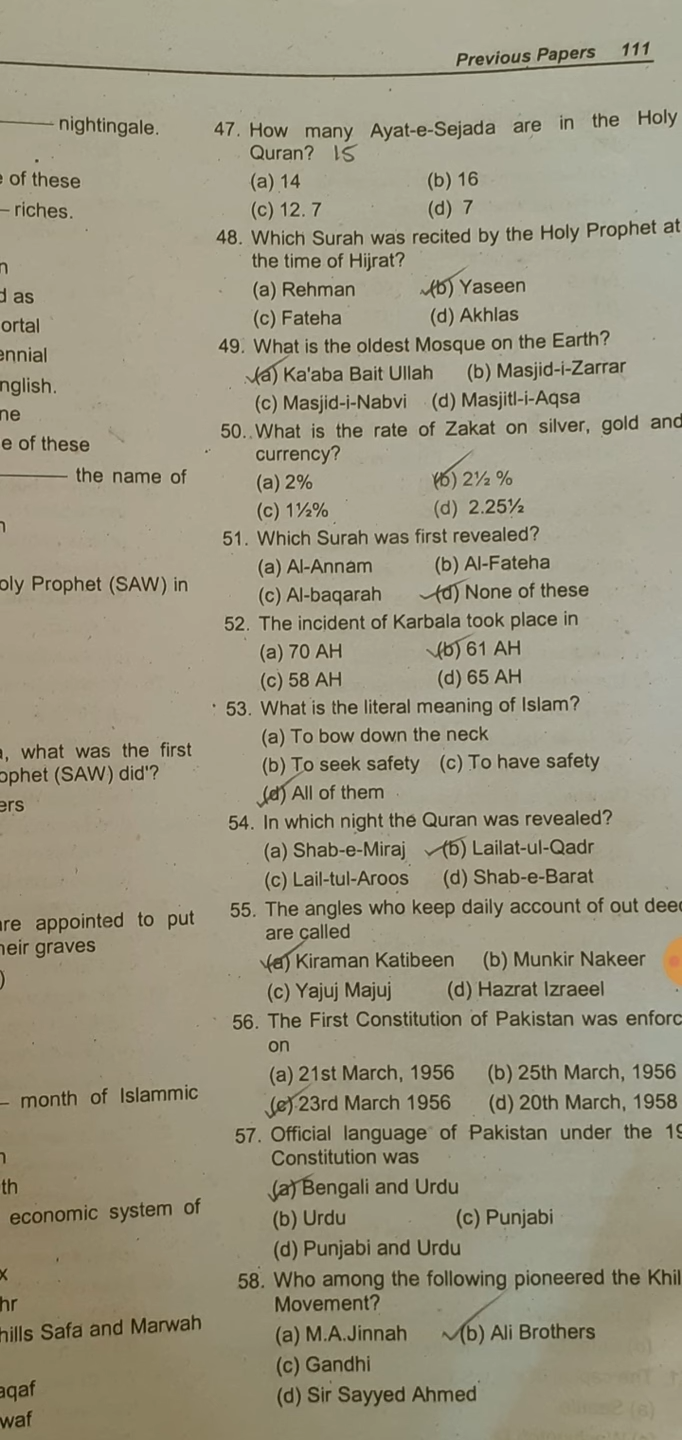 Previous Papers 111
nightingale.
of these
– riches.
d as
ortal
ennial
nglish.
ne
e of these
the name of
oly Prophet (SAW) in
, what was the first
ophet (SAW) did'?
ers
are appointed to put
heir graves
)
– month of Islammic
th
economic system of
x
hr
hills Safa and Marwah
aqaf
waf
47. How many Ayat-e-Sejada are in the Holy
Quran? 15
(a) 14 (b) 16
(c) 12. 7 (d) 7
48. Which Surah was recited by the Holy Prophet at
the time of Hijrat?
(a) Rehman (b) Yaseen
(c) Fateha (d) Akhlas
49. What is the oldest Mosque on the Earth?
(a) Ka'aba Bait Ullah (b) Masjid-i-Zarrar
(c) Masjid-i-Nabvi (d) Masjitl-i-Aqsa
50. What is the rate of Zakat on silver, gold and
currency?
(a) 2% (b) 2½ %
(c) 1½% (d) 2.25½
51. Which Surah was first revealed?
(a) Al-Annam (b) Al-Fateha
(c) Al-baqarah (d) None of these
52. The incident of Karbala took place in
(a) 70 AH (b) 61 AH
(c) 58 AH (d) 65 AH
53. What is the literal meaning of Islam?
(a) To bow down the neck
(b) To seek safety (c) To have safety
(d) All of them
54. In which night the Quran was revealed?
(a) Shab-e-Miraj (b) Lailat-ul-Qadr
(c) Lail-tul-Aroos (d) Shab-e-Barat
55. The angles who keep daily account of out deed
are called
(a) Kiraman Katibeen (b) Munkir Nakeer
(c) Yajuj Majuj (d) Hazrat Izraeel
56. The First Constitution of Pakistan was enforc
on
(a) 21st March, 1956 (b) 25th March, 1956
(c) 23rd March 1956 (d) 20th March, 1958
57. Official language of Pakistan under the 19
Constitution was
(a) Bengali and Urdu
(b) Urdu (c) Punjabi
(d) Punjabi and Urdu
58. Who among the following pioneered the Khil
Movement?
(a) M.A.Jinnah (b) Ali Brothers
(c) Gandhi
(d) Sir Sayyed Ahmed